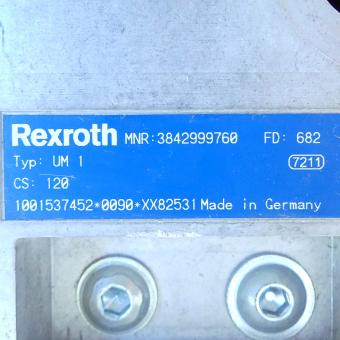 Rexroth MNR:3842999760 FD: 682
Typ: UM 1 7211
CS: 120
1001537452*0090*XX82531 Made in Germany